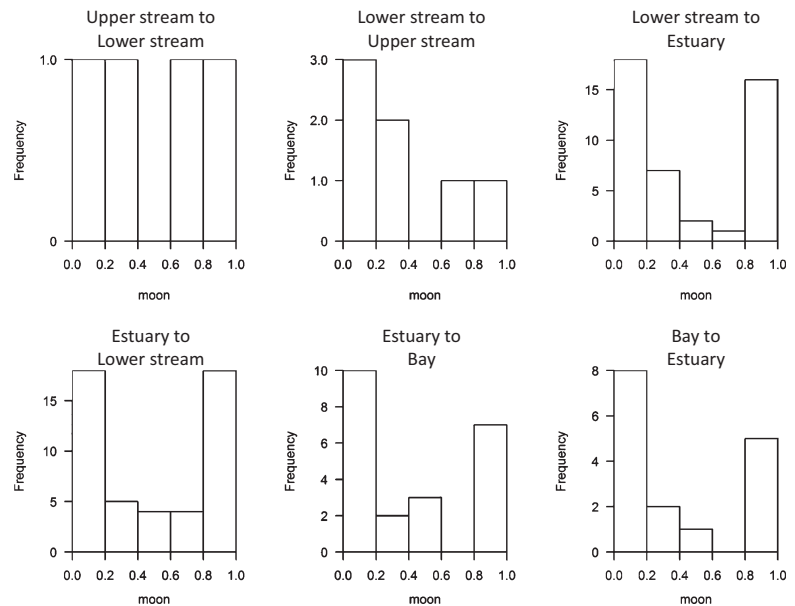 Upper stream to
Lower stream
1.0
0
Frequency
0.0 0.2 0.4 0.6 0.8 1.0
moon
Lower stream to
Upper stream
3.0
2.0
1.0
0
Frequency
0.0 0.2 0.4 0.6 0.8 1.0
moon
Lower stream to
Estuary
15
10
5
0
Frequency
0.0 0.2 0.4 0.6 0.8 1.0
moon
Estuary to
Lower stream
15
10
5
0
Frequency
0.0 0.2 0.4 0.6 0.8 1.0
moon
Estuary to
Bay
10
8
6
4
2
0
Frequency
0.0 0.2 0.4 0.6 0.8 1.0
moon
Bay to
Estuary
8
6
4
2
0
Frequency
0.0 0.2 0.4 0.6 0.8 1.0
moon